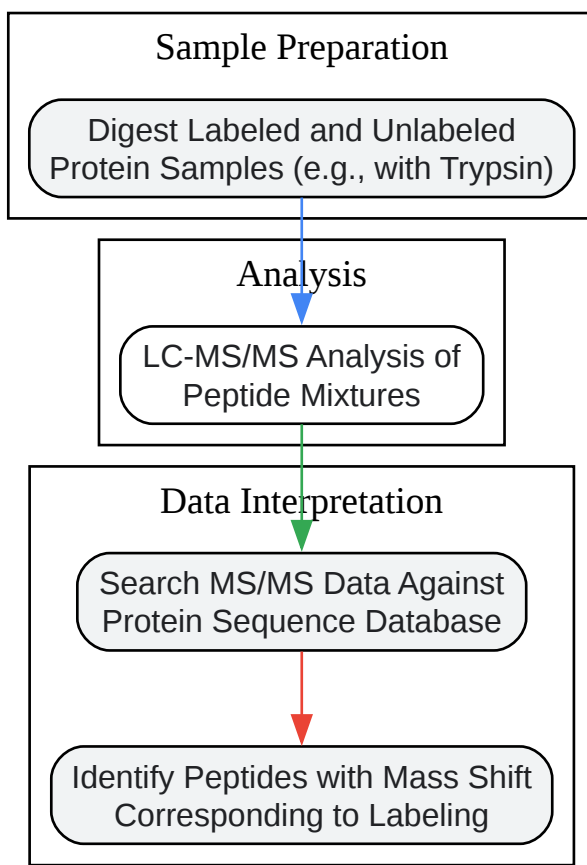 Sample Preparation
Digest Labeled and Unlabeled
Protein Samples (e.g., with Trypsin)
Analysis
LC-MS/MS Analysis of
Peptide Mixtures
Data Interpretation
Search MS/MS Data Against
Protein Sequence Database
Identify Peptides with Mass Shift
Corresponding to Labeling